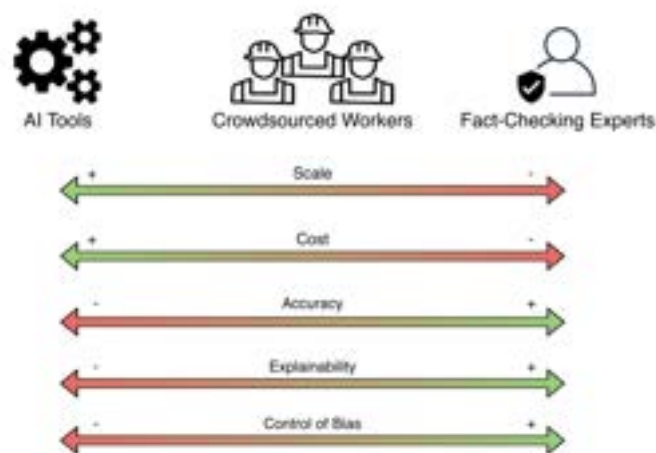 AI Tools Crowdsourced Workers Fact-Checking Experts
+ Scale -
+ Cost -
- Accuracy +
- Explainability +
- Control of Bias +